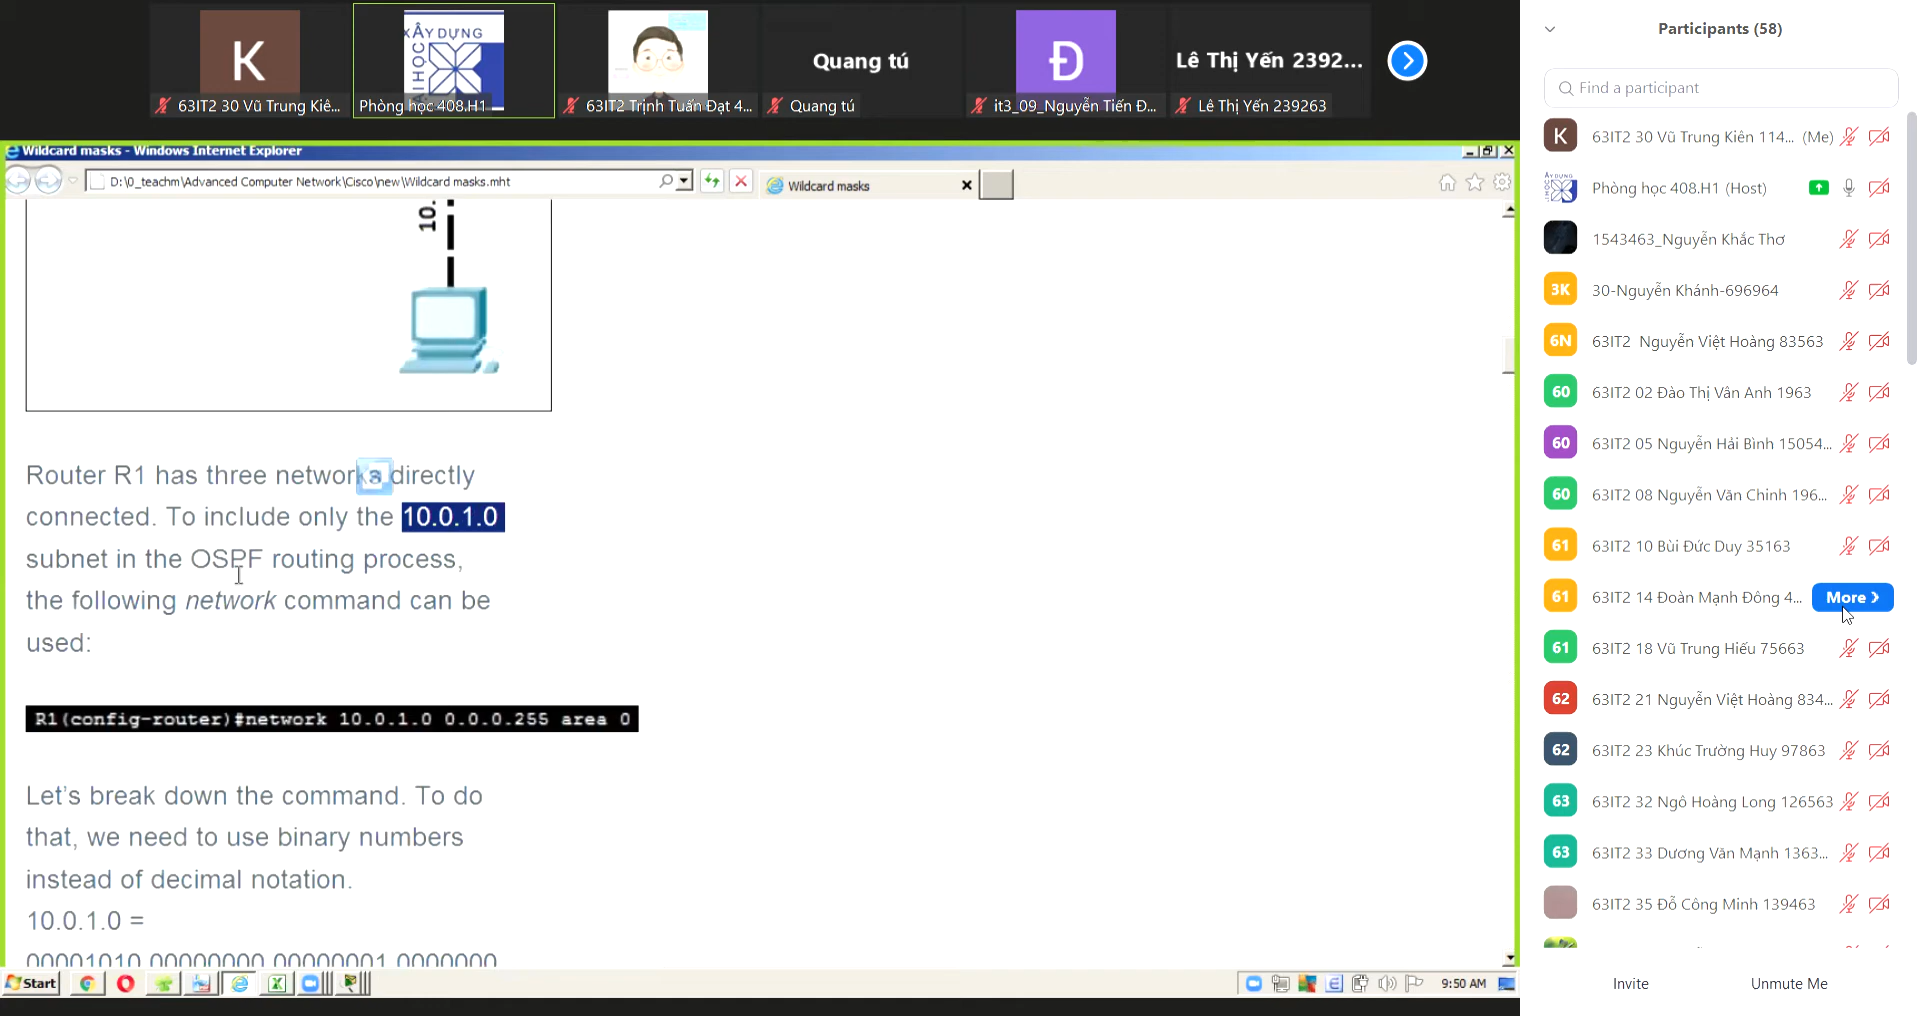 K
XÂY DỰNG
Quang tú
Đ
Lê Thị Yến 2392...
63IT2 30 Vũ Trung Kiê...
Phòng học 408.H1
63IT2 Trịnh Tuấn Đạt 4...
Quang tú
it3_09_Nguyễn Tiến Đ...
Lê Thị Yến 239263
Wildcard masks - Windows Internet Explorer
D:\0_teachm\Advanced Computer Network\Cisco\new\Wildcard masks.mht
Wildcard masks
10.
Router R1 has three networks directly
connected. To include only the 10.0.1.0
subnet in the OSPF routing process,
the following network command can be
used:
R1(config-router)#network 10.0.1.0 0.0.0.255 area 0
Let's break down the command. To do
that, we need to use binary numbers
instead of decimal notation.
10.0.1.0 =
00001010.00000000.00000001.0000000
Start
9:50 AM
Participants (58)
Find a participant
K 63IT2 30 Vũ Trung Kiên 114... (Me)
Phòng học 408.H1 (Host)
1543463_Nguyễn Khắc Thơ
3K 30-Nguyễn Khánh-696964
6N 63IT2 Nguyễn Việt Hoàng 83563
60 63IT2 02 Đào Thị Vân Anh 1963
60 63IT2 05 Nguyễn Hải Bình 15054...
60 63IT2 08 Nguyễn Văn Chinh 196...
61 63IT2 10 Bùi Đức Duy 35163
61 63IT2 14 Đoàn Mạnh Đông 4... More
61 63IT2 18 Vũ Trung Hiếu 75663
62 63IT2 21 Nguyễn Việt Hoàng 834...
62 63IT2 23 Khúc Trường Huy 97863
63 63IT2 32 Ngô Hoàng Long 126563
63 63IT2 33 Dương Văn Mạnh 1363...
63IT2 35 Đỗ Công Minh 139463
Invite
Unmute Me